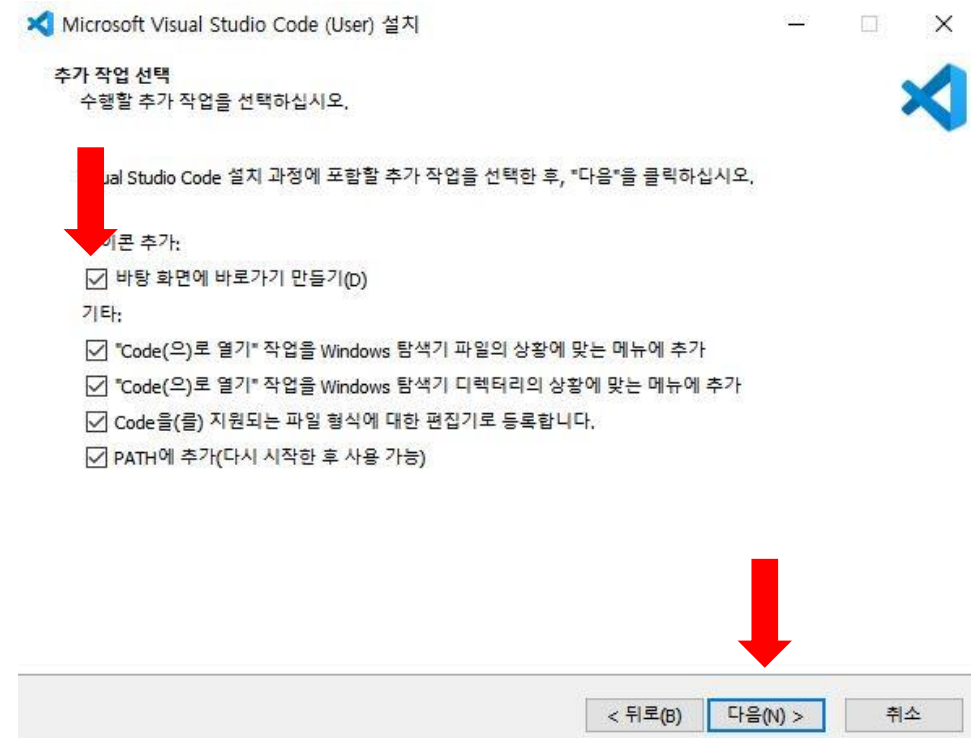 Microsoft Visual Studio Code (User) 설치
추가 작업 선택
수행할 추가 작업을 선택하십시오.
Studio Code 설치 과정에 포함할 추가 작업을 선택한 후, "다음"을 클릭하십시오.
추가:
바탕 화면에 바로가기 만들기(D)
기타:
"Code(으)로 열기" 작업을 Windows 탐색기 파일의 상황에 맞는 메뉴에 추가
"Code(으)로 열기" 작업을 Windows 탐색기 디렉터리의 상황에 맞는 메뉴에 추가
Code을(를) 지원되는 파일 형식에 대한 편집기로 등록합니다.
PATH에 추가(다시 시작한 후 사용 가능)
< 뒤로(B) 다음(N) > 취소